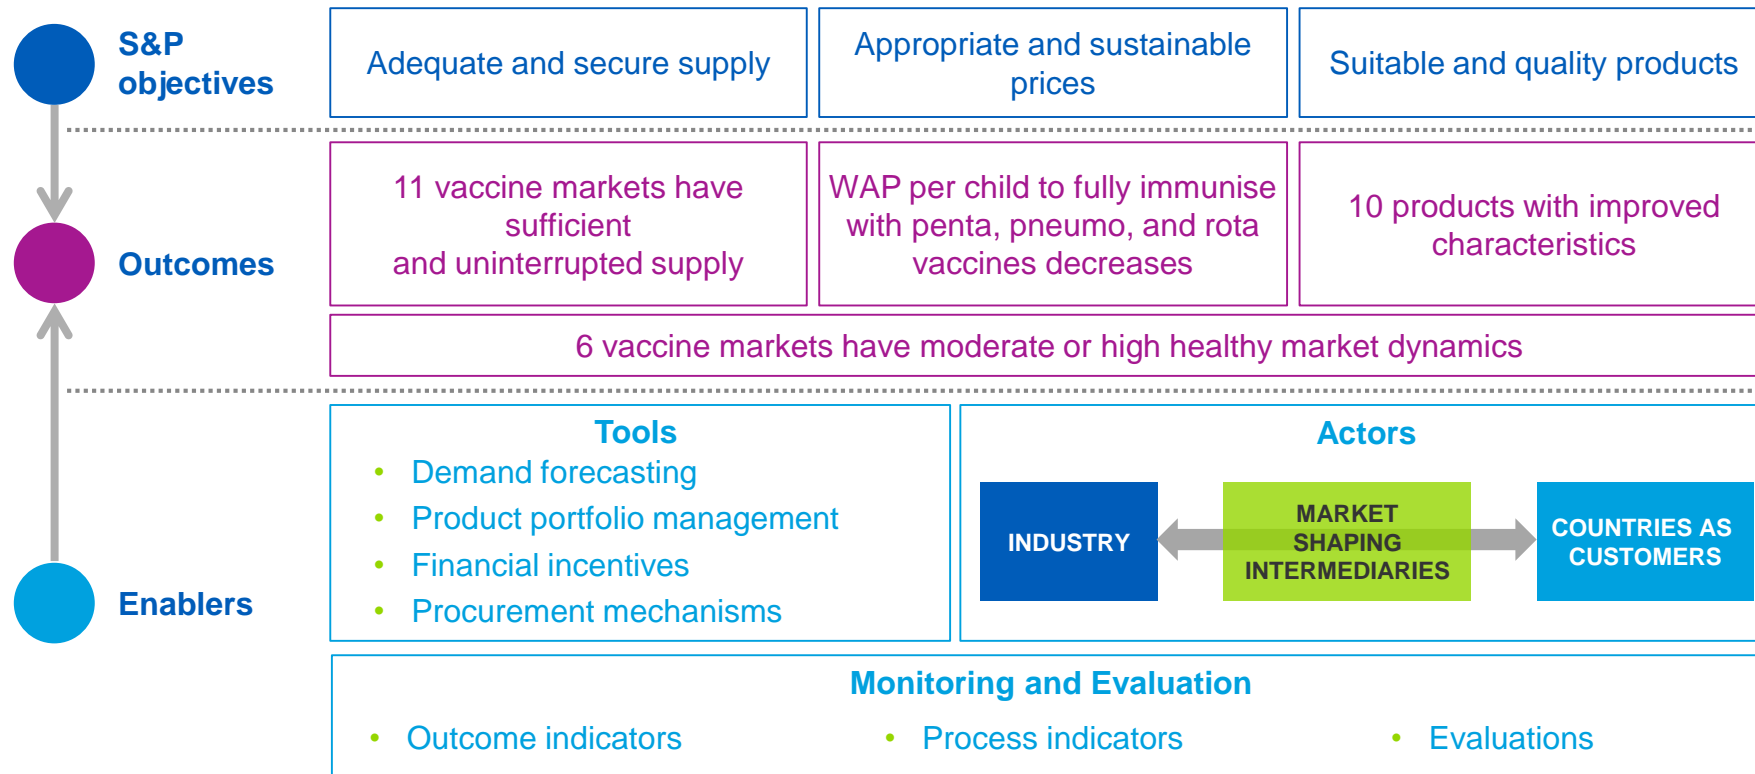 S&P
objectives
Adequate and secure supply
Appropriate and sustainable
prices
Suitable and quality products
Outcomes
11 vaccine markets have
sufficient
and uninterrupted supply
WAP per child to fully immunise
with penta, pneumo, and rota
vaccines decreases
10 products with improved
characteristics
6 vaccine markets have moderate or high healthy market dynamics
Enablers
Tools
• Demand forecasting
• Product portfolio management
• Financial incentives
• Procurement mechanisms
Actors
INDUSTRY
MARKET
SHAPING
INTERMEDIARIES
COUNTRIES AS
CUSTOMERS
Monitoring and Evaluation
• Outcome indicators
• Process indicators
• Evaluations